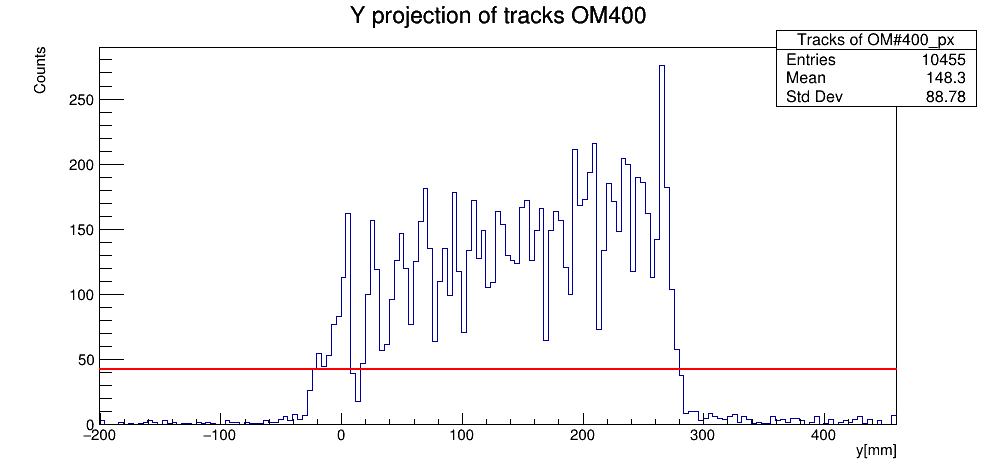 Y projection of tracks OM400
Tracks of OM#400_px
Entries 10455
Mean 148.3
Std Dev 88.78
Counts
250
200
150
100
50
0
−200 −100 0 100 200 300 400
y[mm]